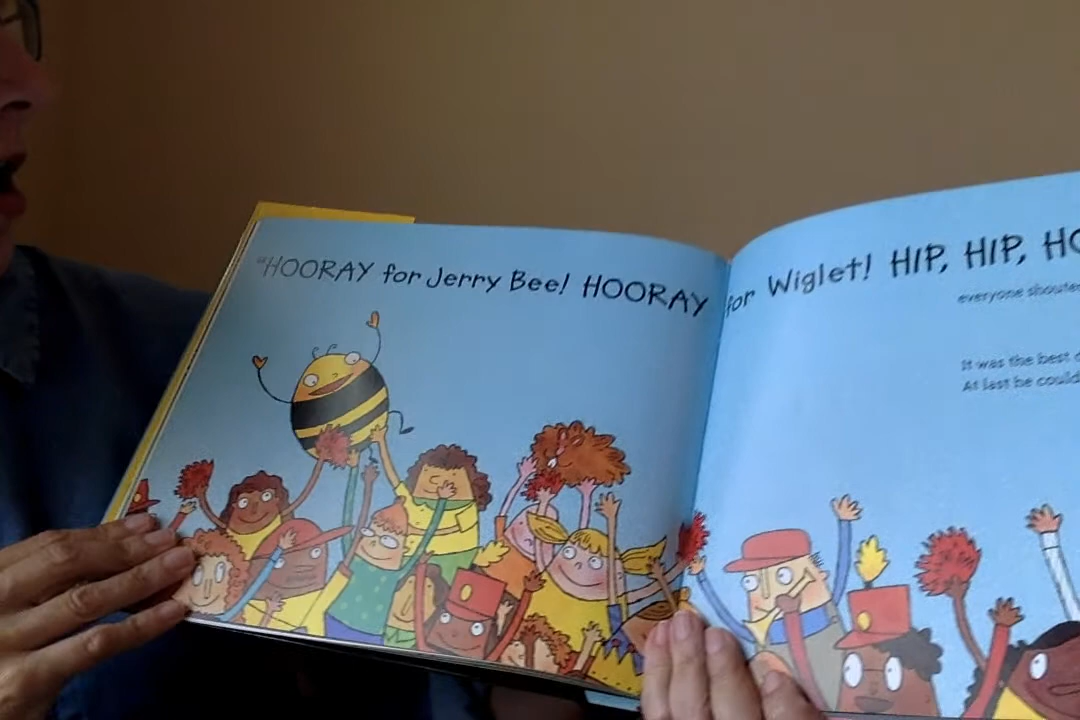 "HOORAY for Jerry Bee! HOORAY for Wiglet! HIP, HIP,
everyone
It was the best
At last he could